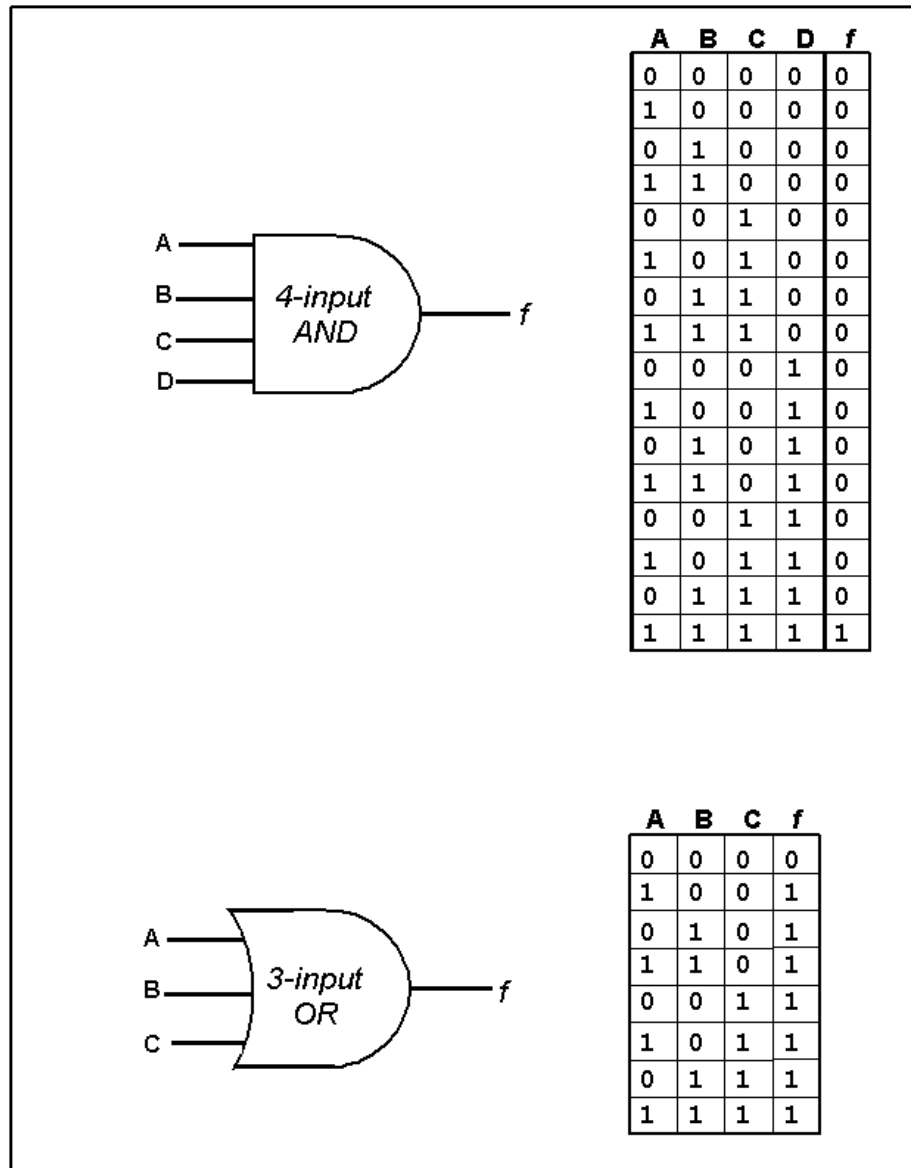 A B C D f
0 0 0 0 0
1 0 0 0 0
0 1 0 0 0
1 1 0 0 0
0 0 1 0 0
1 0 1 0 0
0 1 1 0 0
1 1 1 0 0
0 0 0 1 0
1 0 0 1 0
0 1 0 1 0
1 1 0 1 0
0 0 1 1 0
1 0 1 1 0
0 1 1 1 0
1 1 1 1 1
A
B
C
D
4-input
AND
f
A B C f
0 0 0 0
1 0 0 1
0 1 0 1
1 1 0 1
0 0 1 1
1 0 1 1
0 1 1 1
1 1 1 1
A
B
C
3-input
OR
f